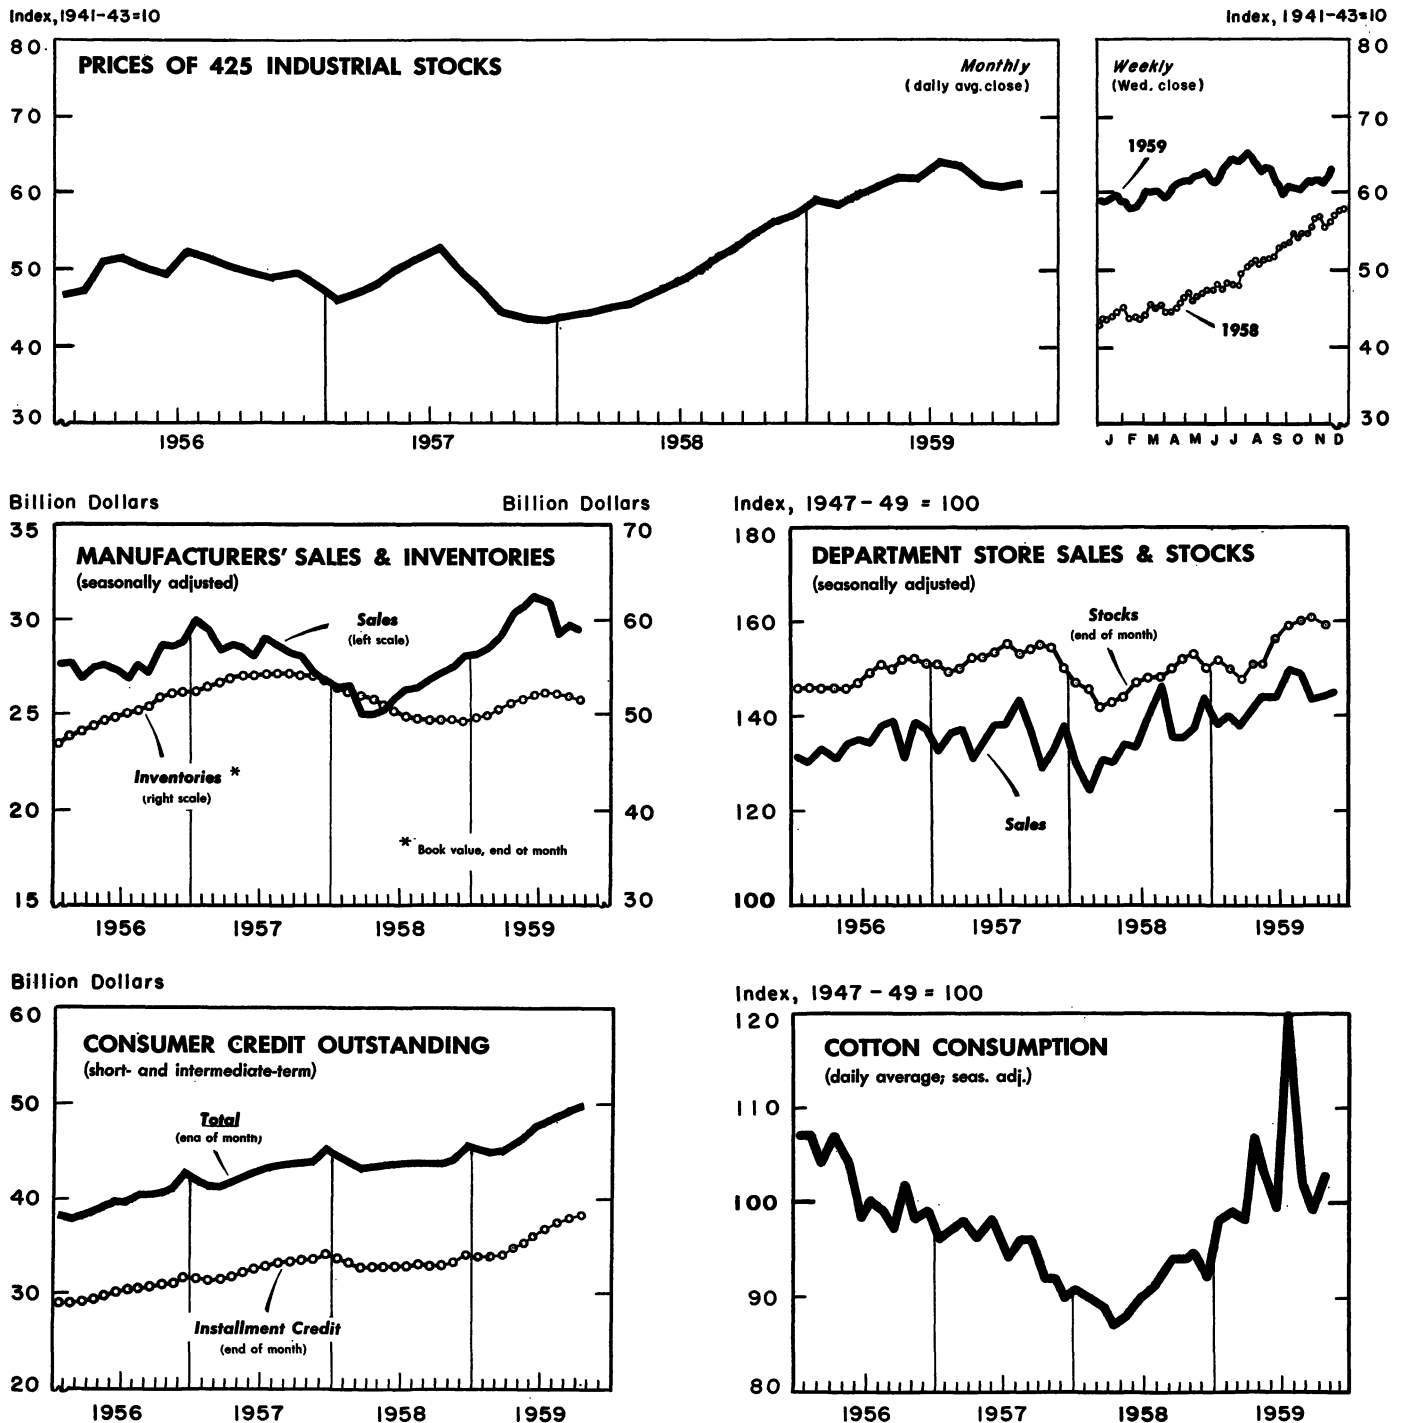 Index, 1941-43=10
Index, 1941-43=10
PRICES OF 425 INDUSTRIAL STOCKS
Monthly
(daily avg. close)
Weekly
(Wed. close)
80
70
60
50
40
30
1956
1957
1958
1959
1959
1958
80
70
60
50
40
30
J F M A M J J A S O N D
Billion Dollars
Billion Dollars
MANUFACTURERS' SALES & INVENTORIES
(seasonally adjusted)
35
30
25
20
15
Sales
(left scale)
Inventories *
(right scale)
* Book value, end of month
70
60
50
40
30
1956
1957
1958
1959
Index, 1947-49 = 100
DEPARTMENT STORE SALES & STOCKS
(seasonally adjusted)
180
160
140
120
100
Stocks
(end of month)
Sales
1956
1957
1958
1959
Billion Dollars
CONSUMER CREDIT OUTSTANDING
(short- and intermediate-term)
60
50
40
30
20
Total
(end of month)
Installment Credit
(end of month)
1956
1957
1958
1959
Index, 1947-49 = 100
COTTON CONSUMPTION
(daily average; seas. adj.)
120
110
100
90
80
1956
1957
1958
1959